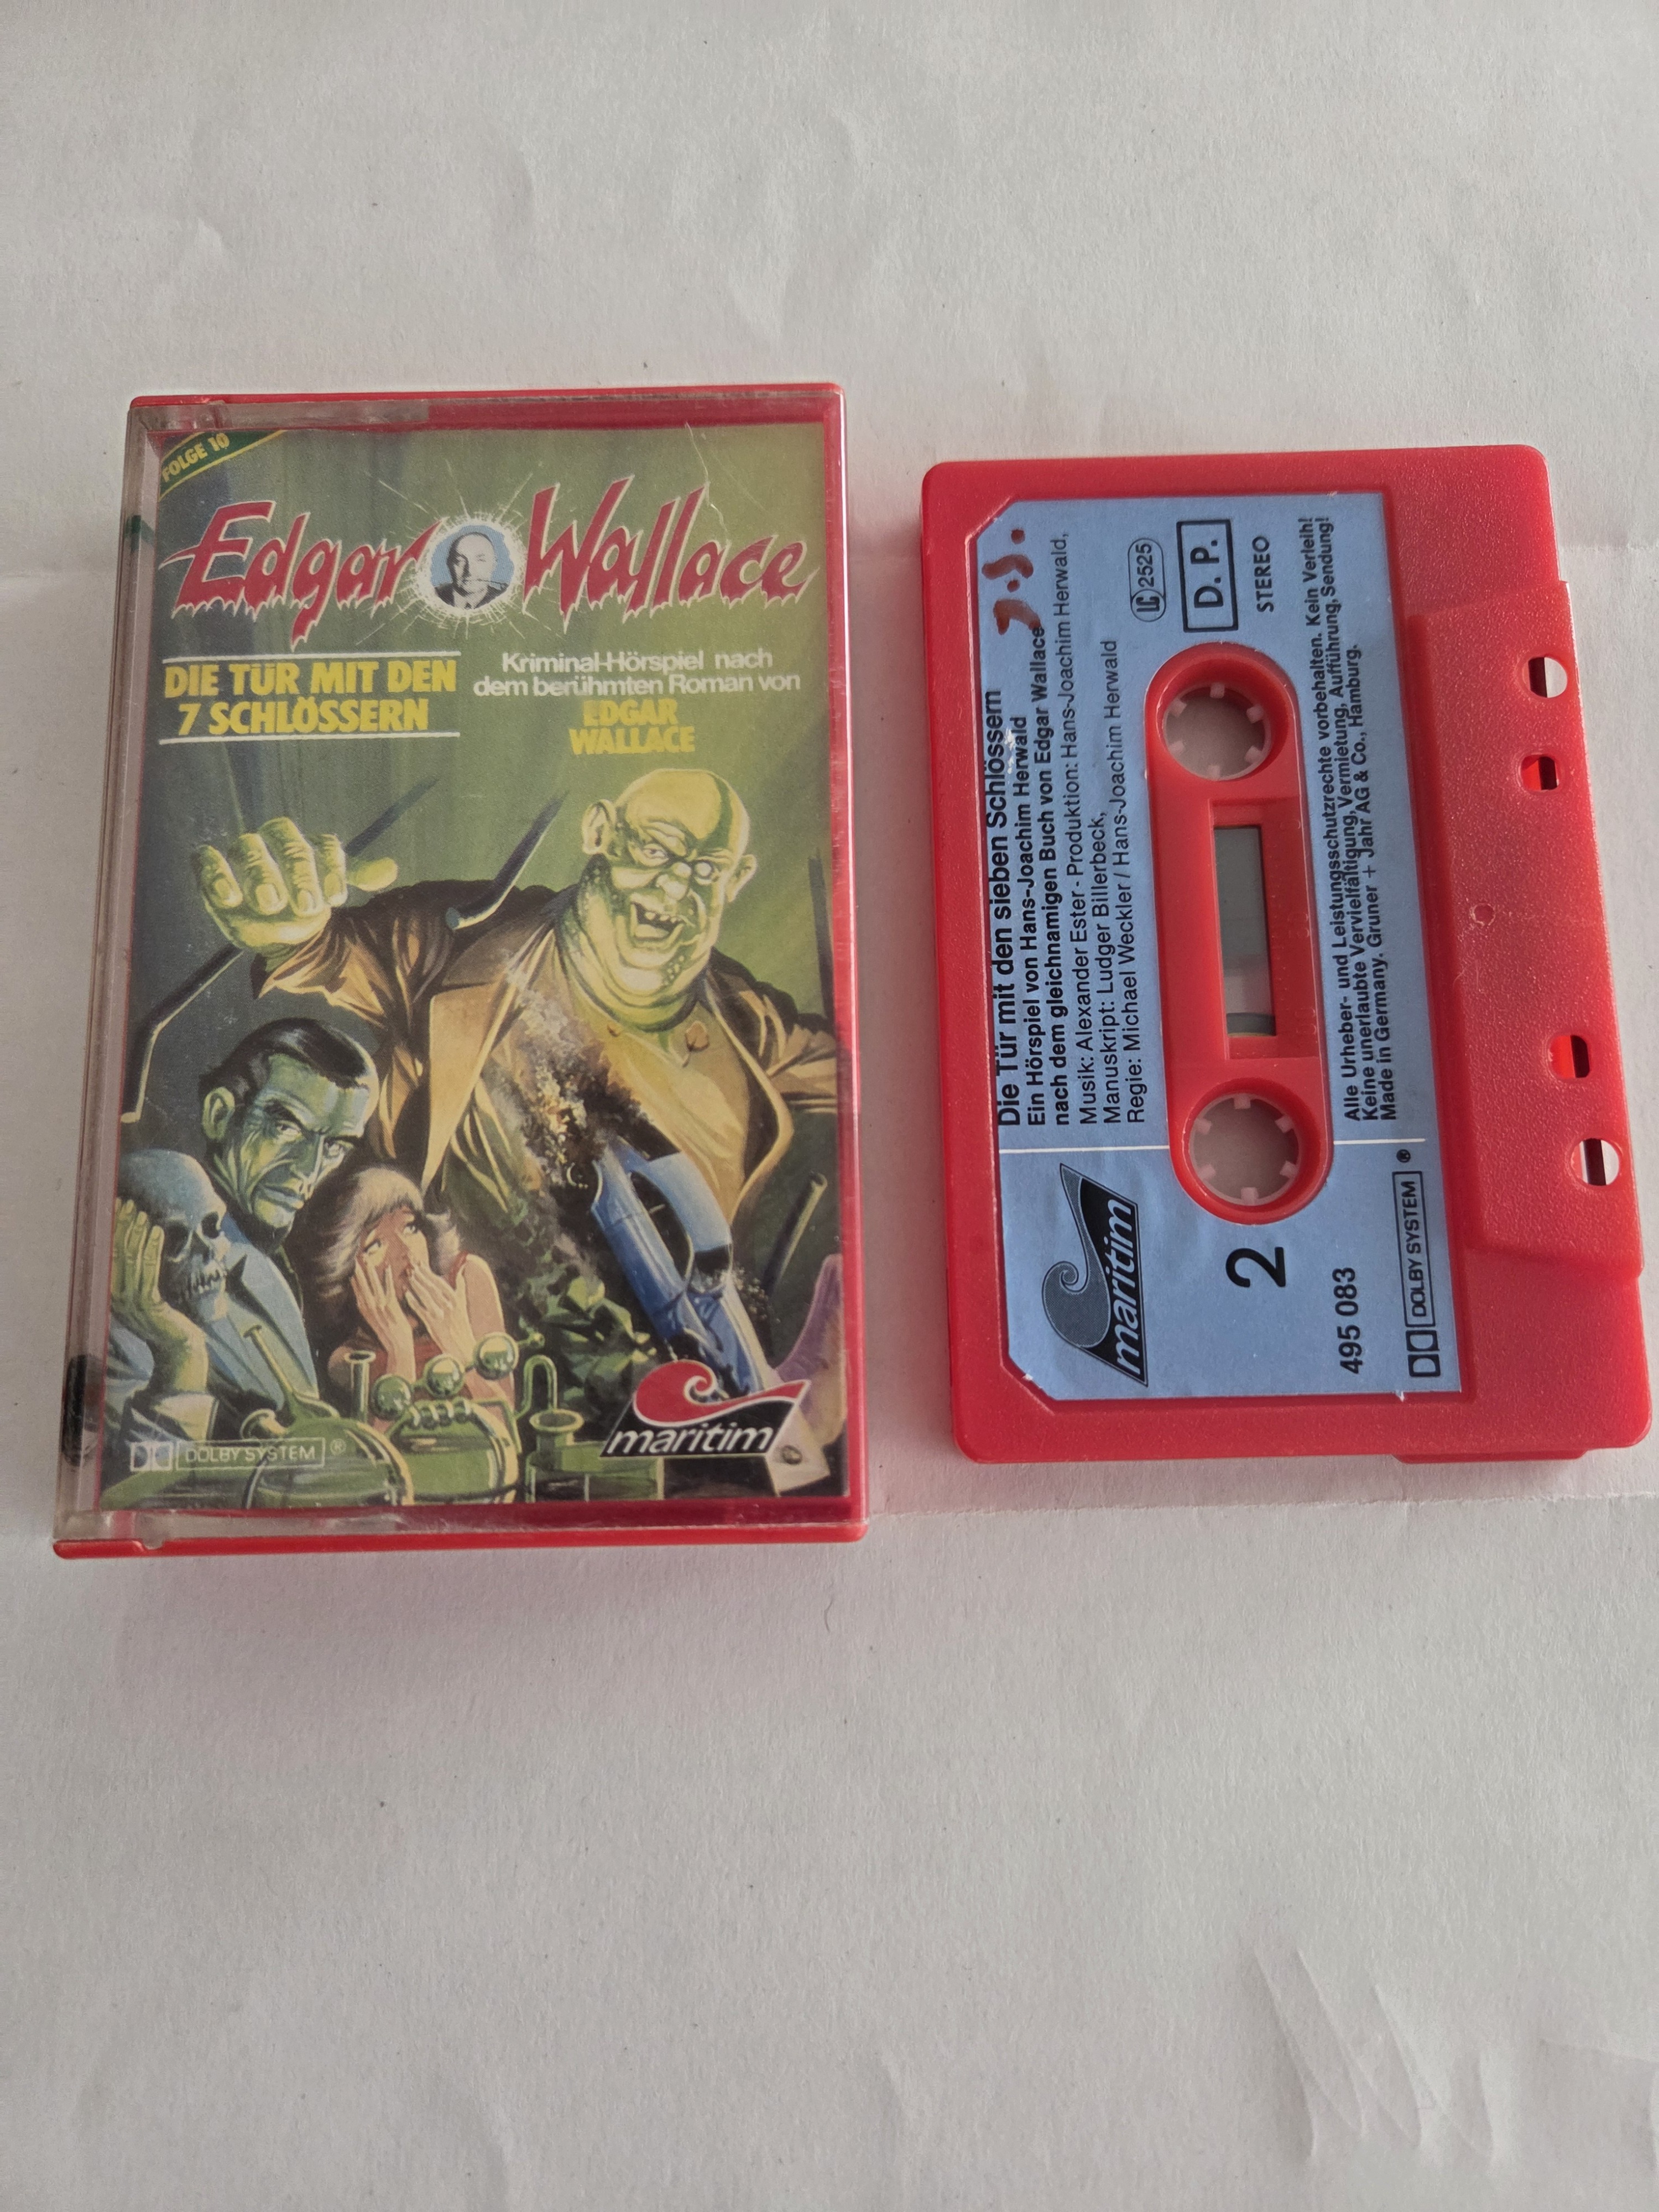 FOLGE 10
Edgar Wallace
DIE TÜR MIT DEN
7 SCHLÖSSERN
Kriminal-Hörspiel nach
dem berühmten Roman von
EDGAR
WALLACE
DOLBY SYSTEM ®
maritim
J.S.
Die Tür mit den sieben Schlössern
Ein Hörspiel von Hans-Joachim Herwald
nach dem gleichnamigen Buch von Edgar Wallace
Musik: Alexander Ester - Produktion: Hans-Joachim Herwald,
Manuskript: Ludger Billerbeck,
Regie: Michael Weckler / Hans-Joachim Herwald
LC 2525
D. P.
STEREO
maritim
2
495 083
Alle Urheber- und Leistungsschutzrechte vorbehalten. Kein Verleih!
Keine unerlaubte Vervielfältigung, Vermietung, Aufführung, Sendung!
Made in Germany. Gruner + Jahr AG & Co., Hamburg.
DOLBY SYSTEM ®